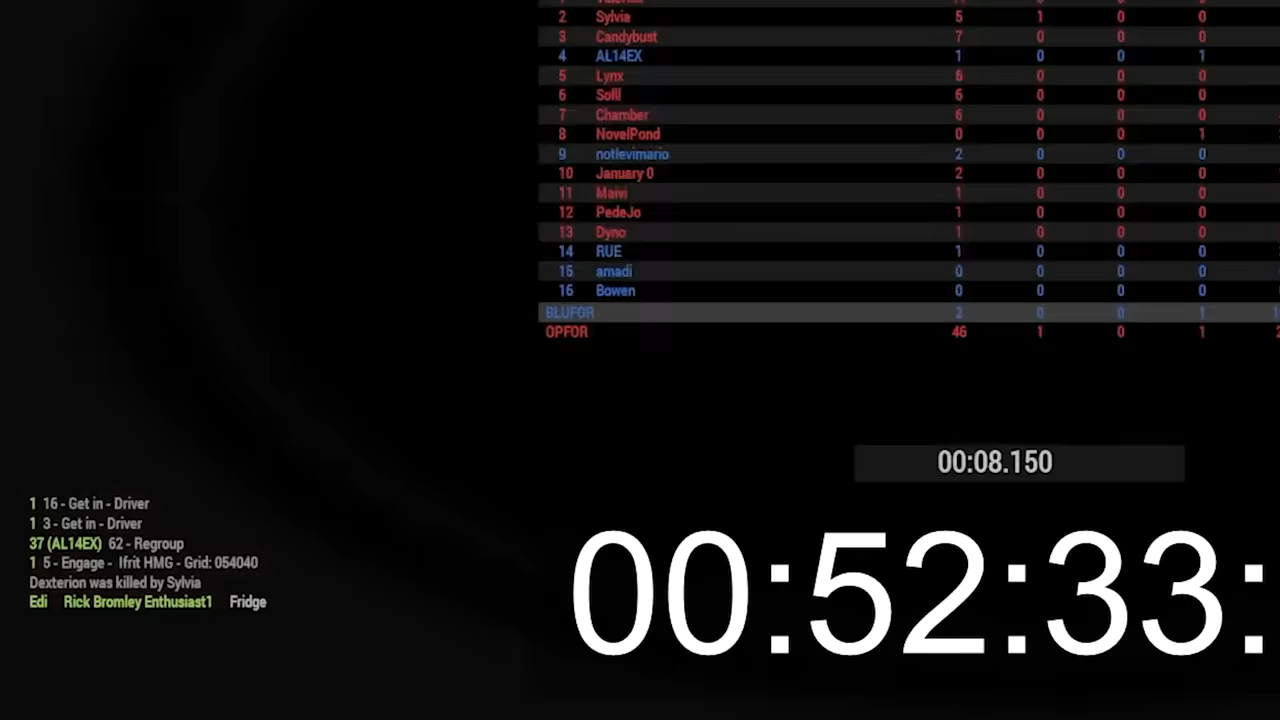 2 Sylvia 5 1 0 0
3 Candybust 7 0 0 0
4 AL14EX 1 0 0 1
5 Lynx 6 0 0 0
6 Solll 6 0 0 0
7 Chamber 6 0 0 0
8 NovelPond 0 0 0 1
9 notlevimario 2 0 0 0
10 January 0 2 0 0 0
11 Maivi 1 0 0 0
12 PedeJo 1 0 0 0
13 Dyno 1 0 0 0
14 RUE 1 0 0 0
15 amadi 0 0 0 0
16 Bowen 0 0 0 0
BLUFOR 2 0 0 1
OPFOR 46 1 0 1
00:08.150
1 16 - Get in - Driver
1 3 - Get in - Driver
37 (AL14EX) 62 - Regroup
1 5 - Engage - Ifrit HMG - Grid: 054040
Dexterion was killed by Sylvia
Edi Rick Bromley Enthusiast1 Fridge
00:52:33: